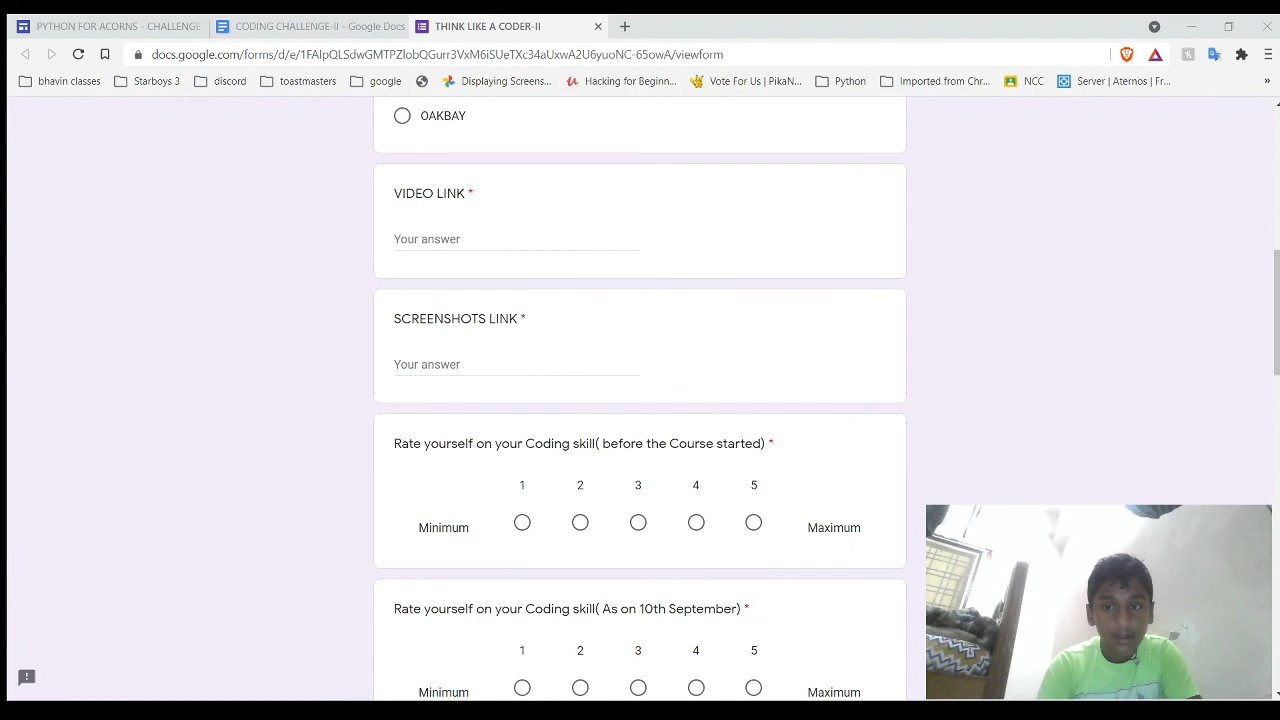 PYTHON FOR ACORNS - CHALLENGE
CODING CHALLENGE-II - Google Docs
THINK LIKE A CODER-II
docs.google.com/forms/d/e/1FAIpQLSdwGMTPZlobQGurr3VxM6iSUeTXc34aUxwA2U6yuoNC-65owA/viewform
bhavin classes
Starboys 3
discord
toastmasters
google
Displaying Screens...
Hacking for Beginn...
Vote For Us | PikaN...
Python
Imported from Chr...
NCC
Server | Aternos | Fr...
»
OAKBAY
VIDEO LINK *
Your answer
SCREENSHOTS LINK *
Your answer
Rate yourself on your Coding skill( before the Course started) *
1 2 3 4 5
Minimum Maximum
Rate yourself on your Coding skill( As on 10th September) *
1 2 3 4 5
Minimum Maximum